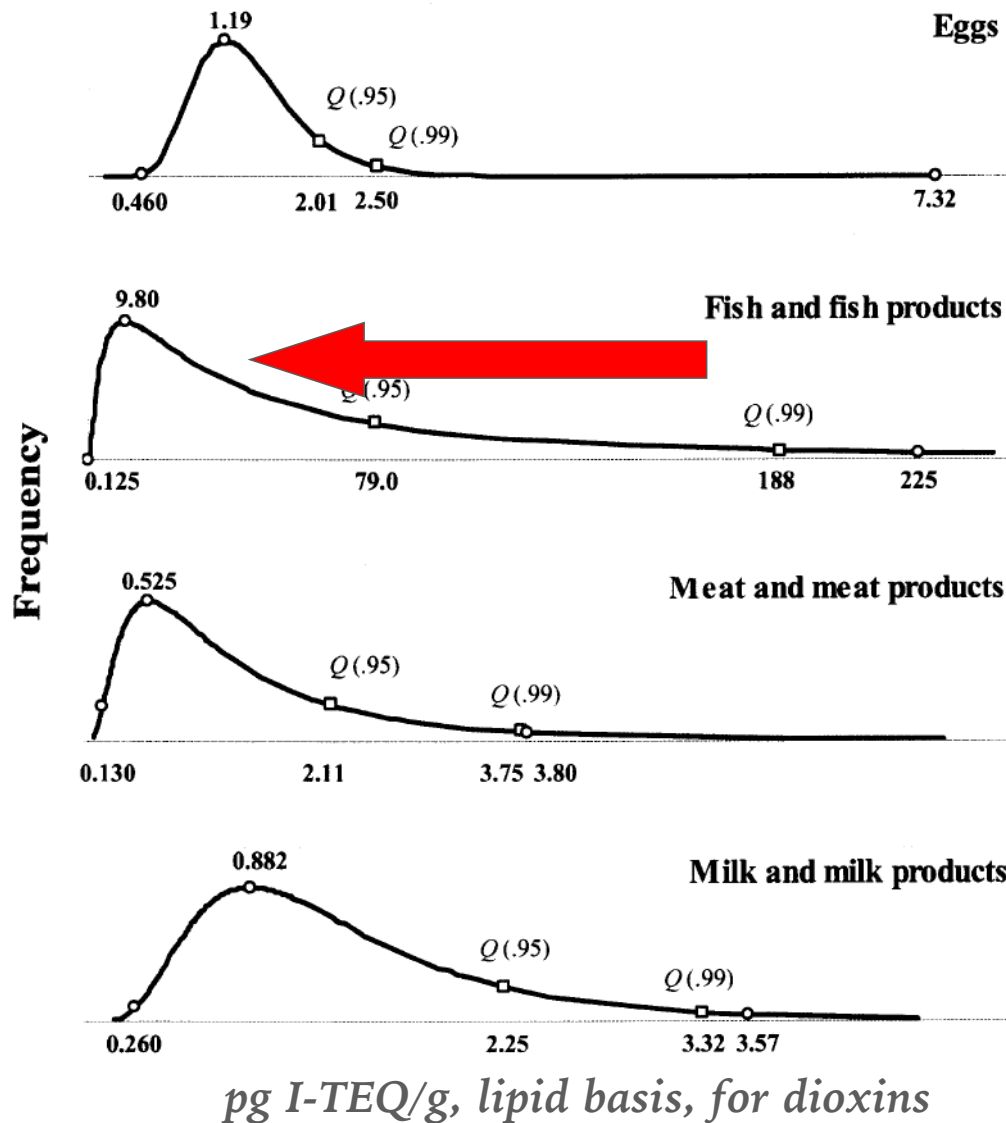 Eggs
1.19
Q(.95)
Q(.99)
0.460
2.01
2.50
7.32
Fish and fish products
9.80
(.95)
Q(.99)
0.125
79.0
188
225
Frequency
Meat and meat products
0.525
Q(.95)
Q(.99)
0.130
2.11
3.75
3.80
Milk and milk products
0.882
Q(.95)
Q(.99)
0.260
2.25
3.32
3.57
pg I-TEQ/g, lipid basis, for dioxins